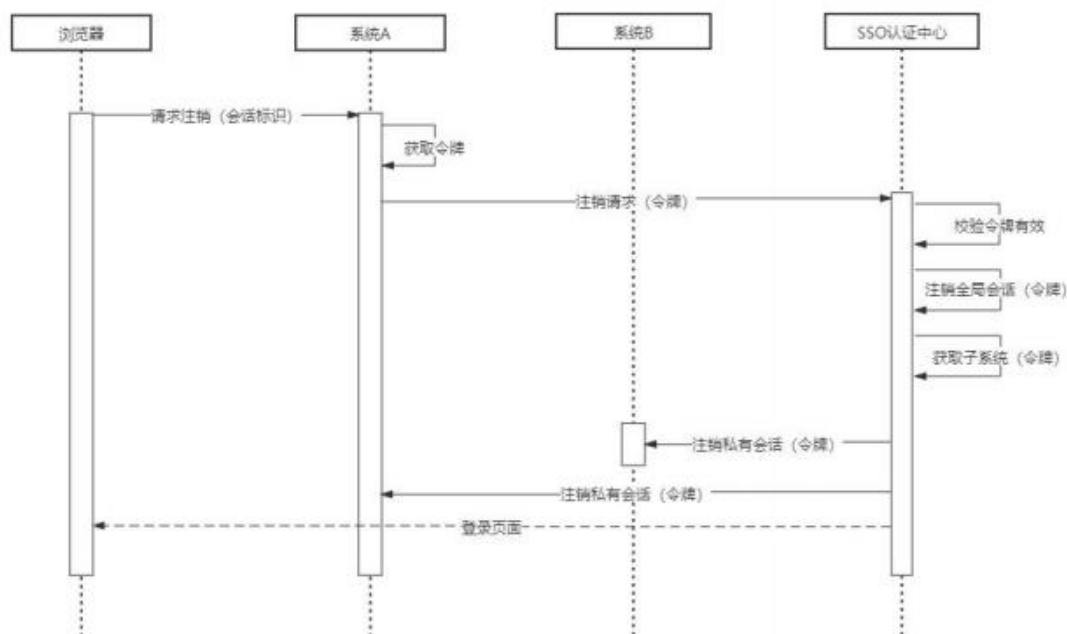 浏览器
系统A
系统B
SSO认证中心
请求注销（会话标识）
获取令牌
注销请求（令牌）
校验令牌有效
注销全局会话（令牌）
获取子系统（令牌）
注销私有会话（令牌）
注销私有会话（令牌）
登录页面